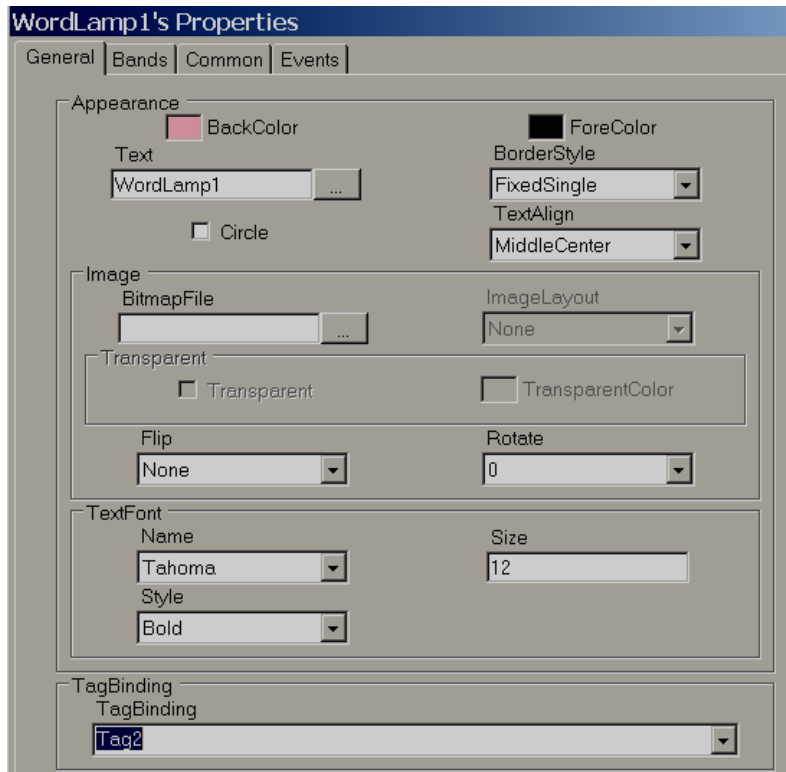 WordLamp1's Properties
General Bands Common Events
Appearance
BackColor ForeColor
Text BorderStyle
WordLamp1 ... FixedSingle
Circle TextAlign
MiddleCenter
Image
BitmapFile ImageLayout
... None
Transparent
Transparent TransparentColor
Flip Rotate
None 0
TextFont
Name Size
Tahoma 12
Style
Bold
TagBinding
TagBinding
Tag2